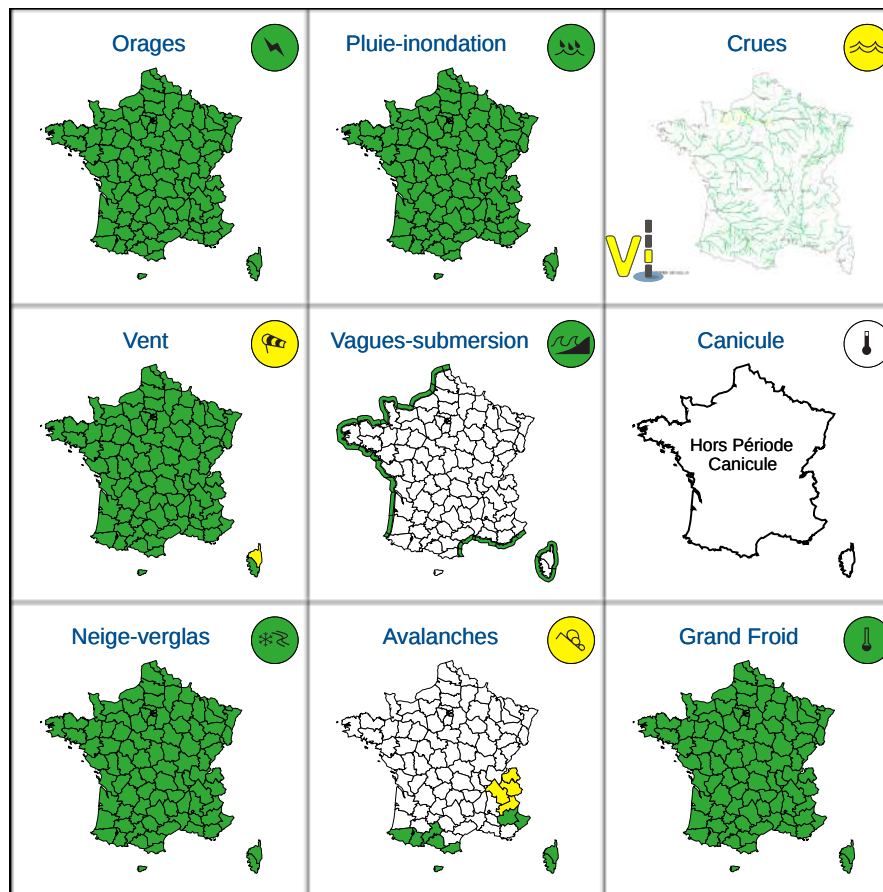 Orages
Pluie-inondation
Crues
V
Vent
Vagues-submersion
Canicule
Hors Période
Canicule
Neige-verglas
Avalanches
Grand Froid